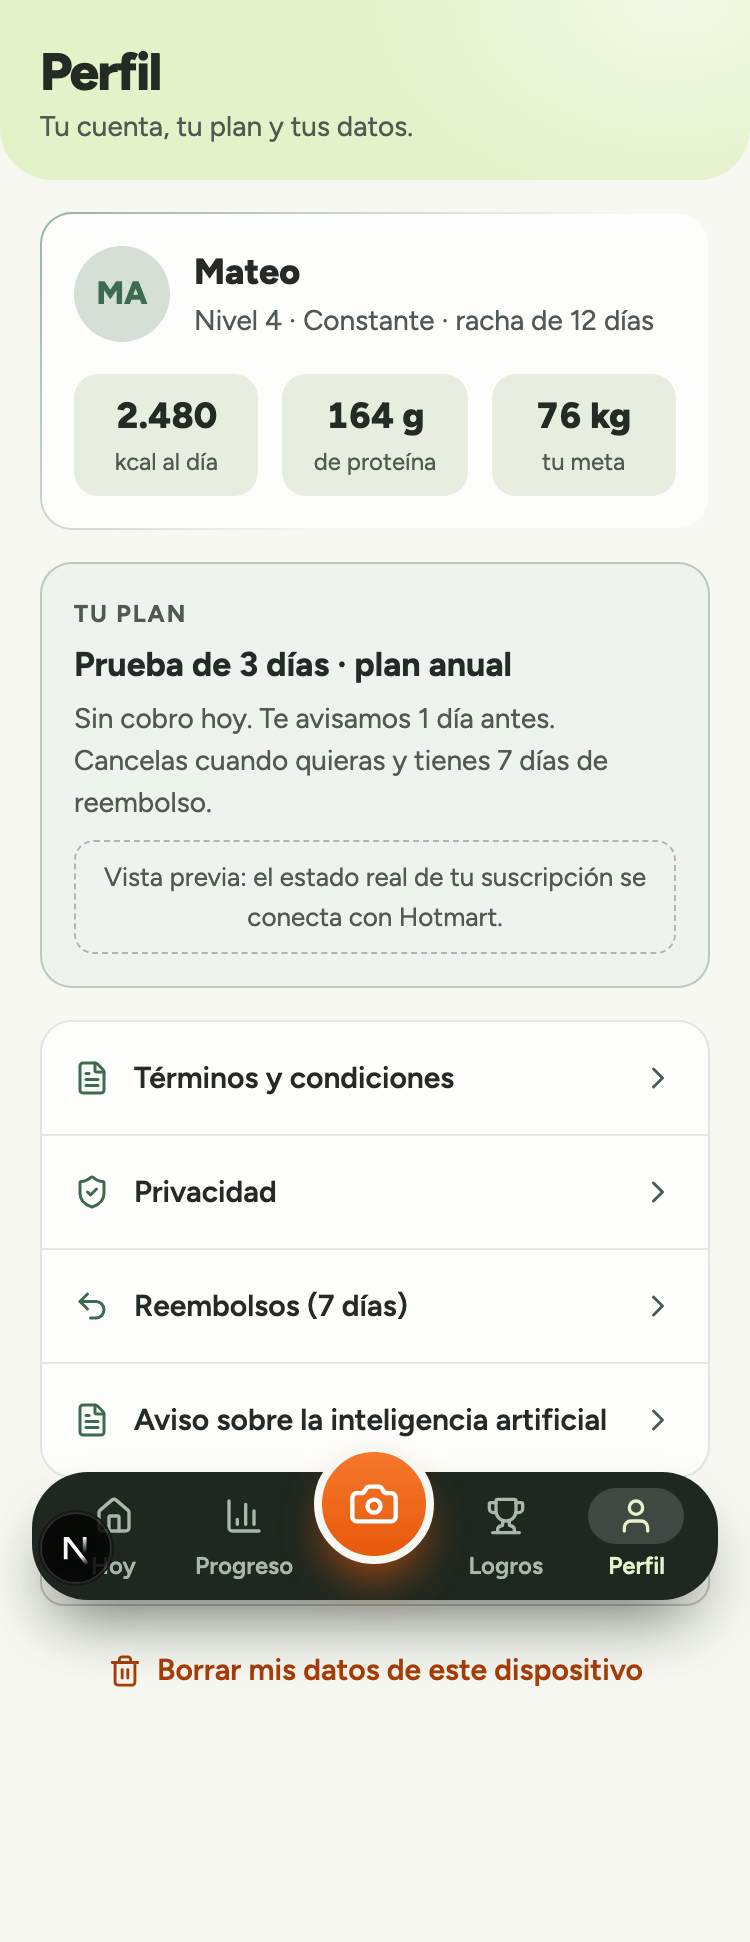 Perfil
Tu cuenta, tu plan y tus datos.
MA
Mateo
Nivel 4 · Constante · racha de 12 días
2.480
kcal al día
164 g
de proteína
76 kg
tu meta
TU PLAN
Prueba de 3 días · plan anual
Sin cobro hoy. Te avisamos 1 día antes.
Cancelas cuando quieras y tienes 7 días de
reembolso.
Vista previa: el estado real de tu suscripción se
conecta con Hotmart.
Términos y condiciones
Privacidad
Reembolsos (7 días)
Aviso sobre la inteligencia artificial
N
Hoy
Progreso
Logros
Perfil
Borrar mis datos de este dispositivo